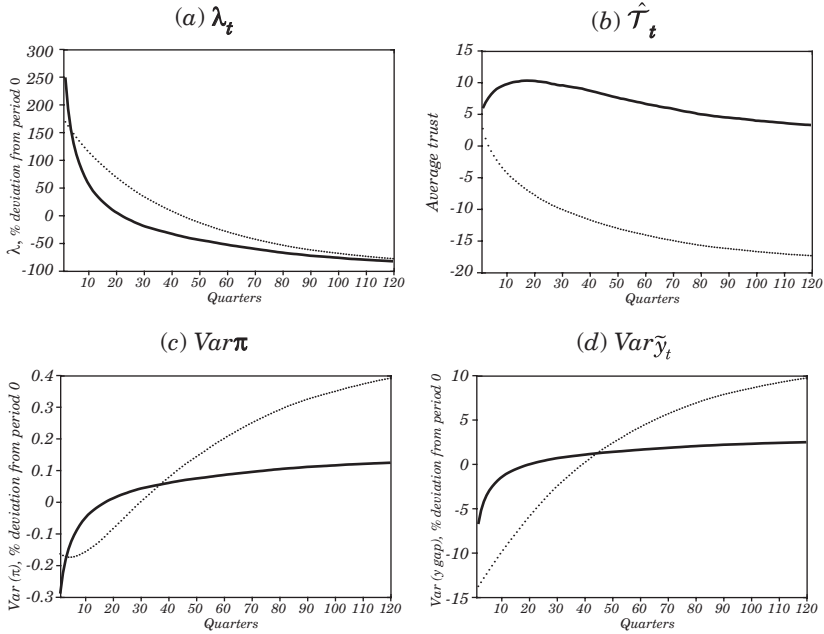 (a) λₜ
300
250
200
150
100
50
0
-50
-100
λ, % deviation from period 0
10 20 30 40 50 60 70 80 90 100 110 120
Quarters
(b) 𝒯̂ₜ
15
10
5
0
-5
-10
-15
-20
Average trust
10 20 30 40 50 60 70 80 90 100 110 120
Quarters
(c) Varπ
0.4
0.3
0.2
0.1
0
-0.1
-0.2
-0.3
Var (π), % deviation from period 0
10 20 30 40 50 60 70 80 90 100 110 120
Quarters
(d) Varỹₜ
10
5
0
-5
-10
-15
Var (y gap), % deviation from period 0
10 20 30 40 50 60 70 80 90 100 110 120
Quarters